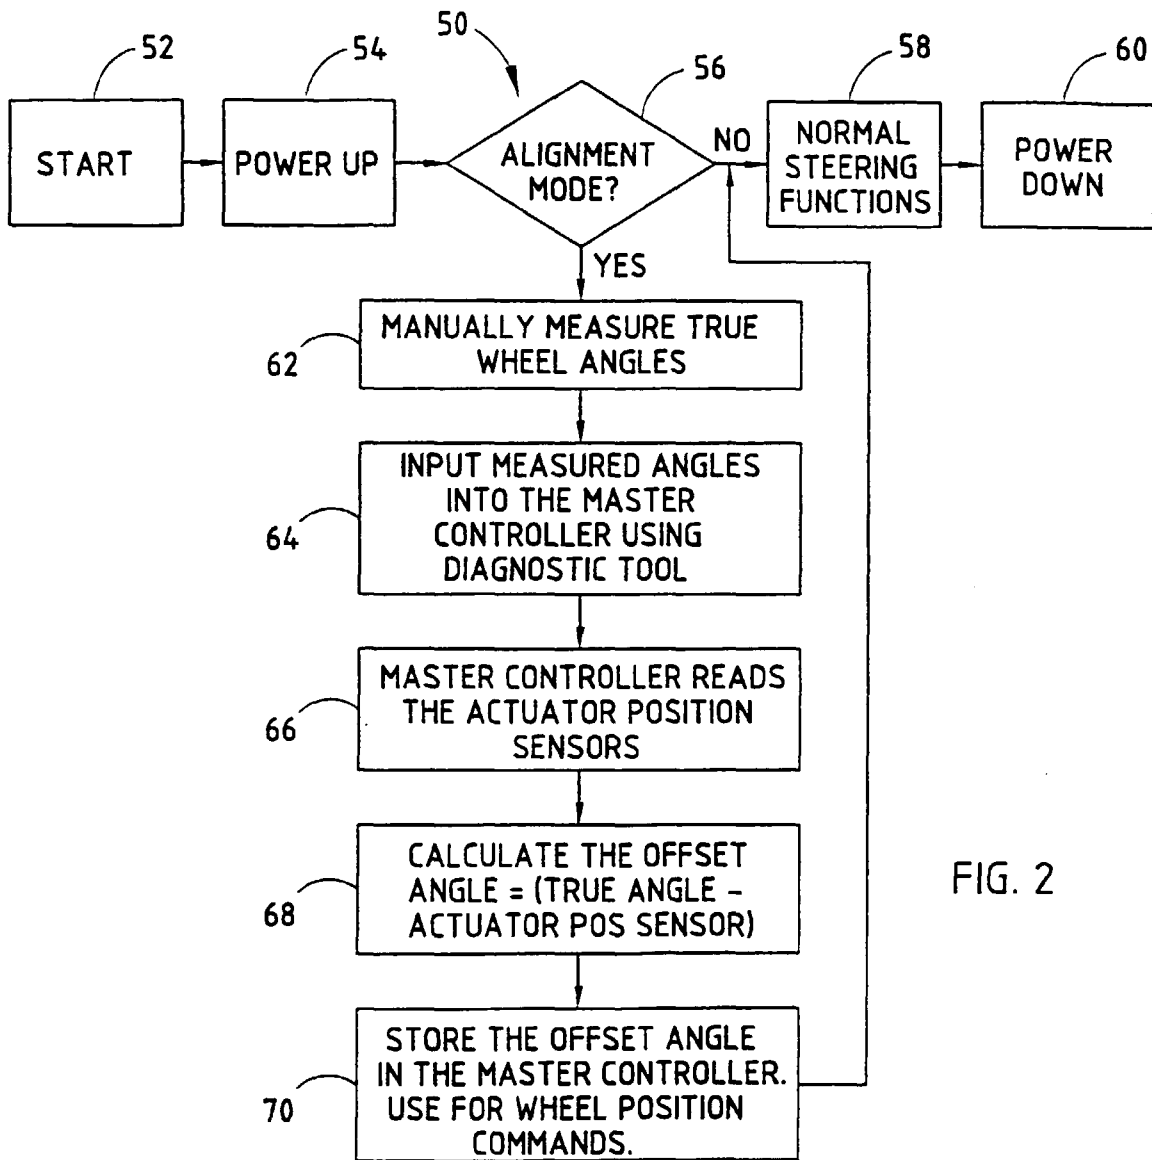 50
52
54
56
58
60
START
POWER UP
ALIGNMENT
MODE?
NO
NORMAL
STEERING
FUNCTIONS
POWER
DOWN
YES
62
MANUALLY MEASURE TRUE
WHEEL ANGLES
64
INPUT MEASURED ANGLES
INTO THE MASTER
CONTROLLER USING
DIAGNOSTIC TOOL
66
MASTER CONTROLLER READS
THE ACTUATOR POSITION
SENSORS
68
CALCULATE THE OFFSET
ANGLE = (TRUE ANGLE –
ACTUATOR POS SENSOR)
FIG. 2
70
STORE THE OFFSET ANGLE
IN THE MASTER CONTROLLER.
USE FOR WHEEL POSITION
COMMANDS.